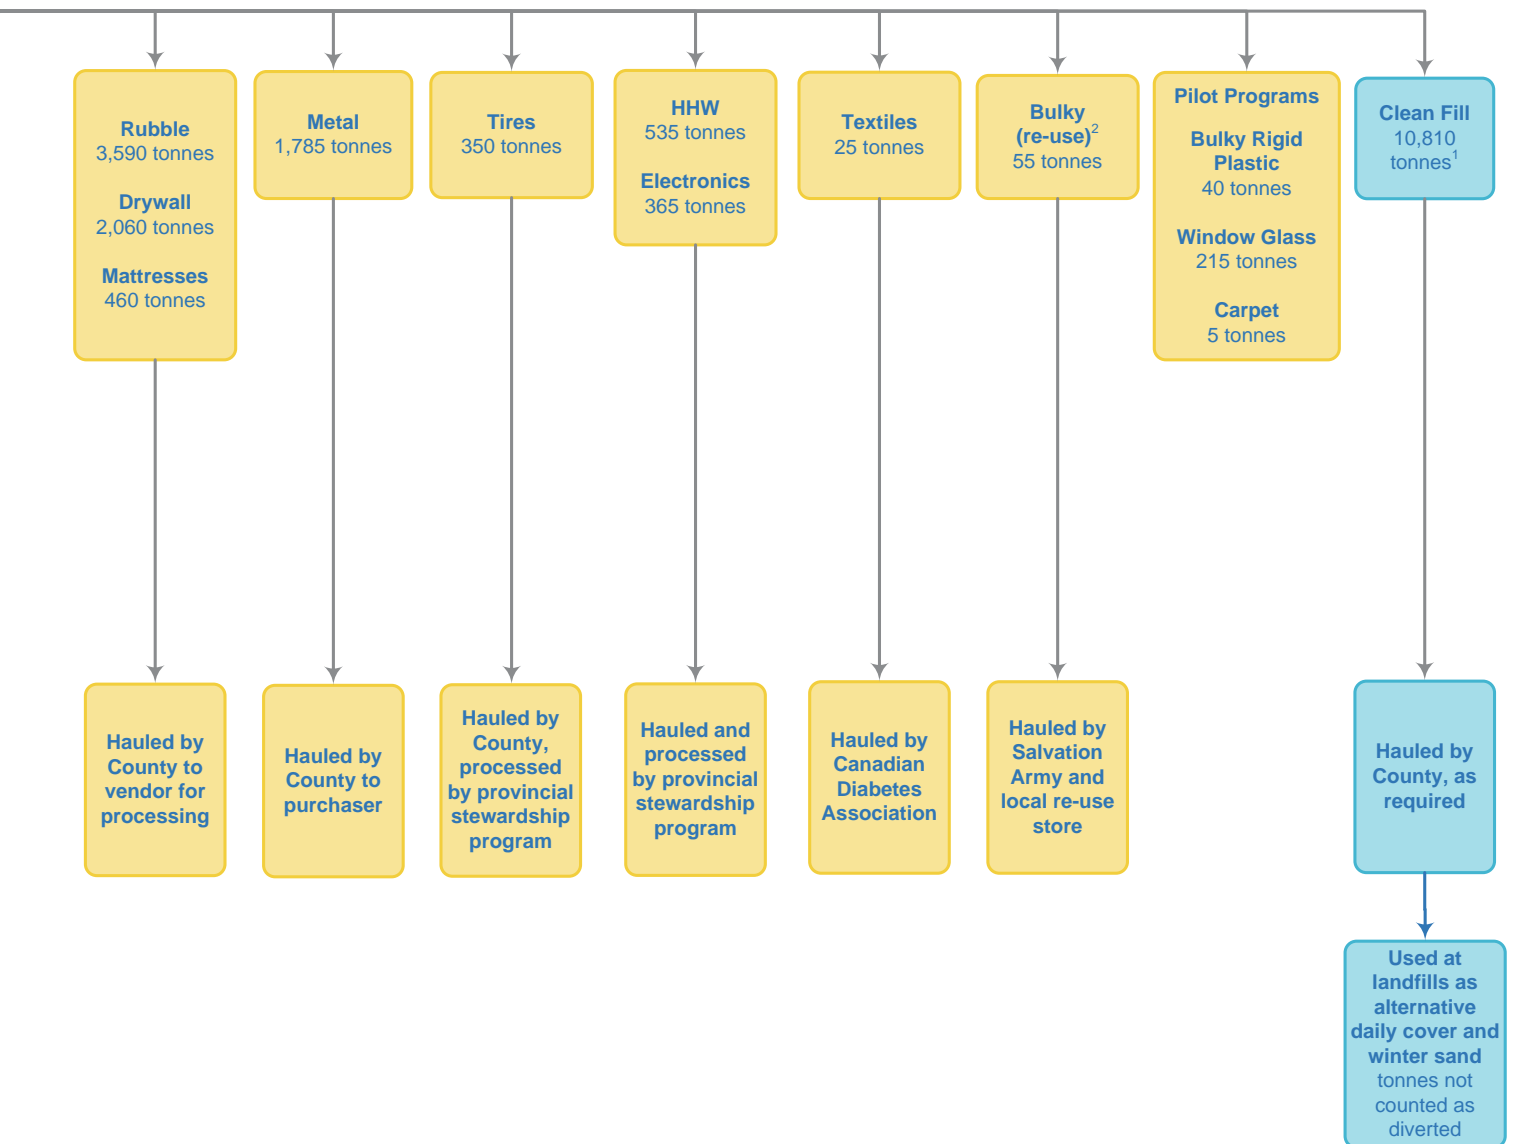 Rubble
3,590 tonnes
Drywall
2,060 tonnes
Mattresses
460 tonnes
Metal
1,785 tonnes
Tires
350 tonnes
HHW
535 tonnes
Electronics
365 tonnes
Textiles
25 tonnes
Bulky
(re-use)2
55 tonnes
Pilot Programs
Bulky Rigid
Plastic
40 tonnes
Window Glass
215 tonnes
Carpet
5 tonnes
Clean Fill
10,810
tonnes1
Hauled by
County to
vendor for
processing
Hauled by
County to
purchaser
Hauled by
County,
processed
by provincial
stewardship
program
Hauled and
processed
by provincial
stewardship
program
Hauled by
Canadian
Diabetes
Association
Hauled by
Salvation
Army and
local re-use
store
Hauled by
County, as
required
Used at
landfills as
alternative
daily cover and
winter sand
tonnes not
counted as
diverted